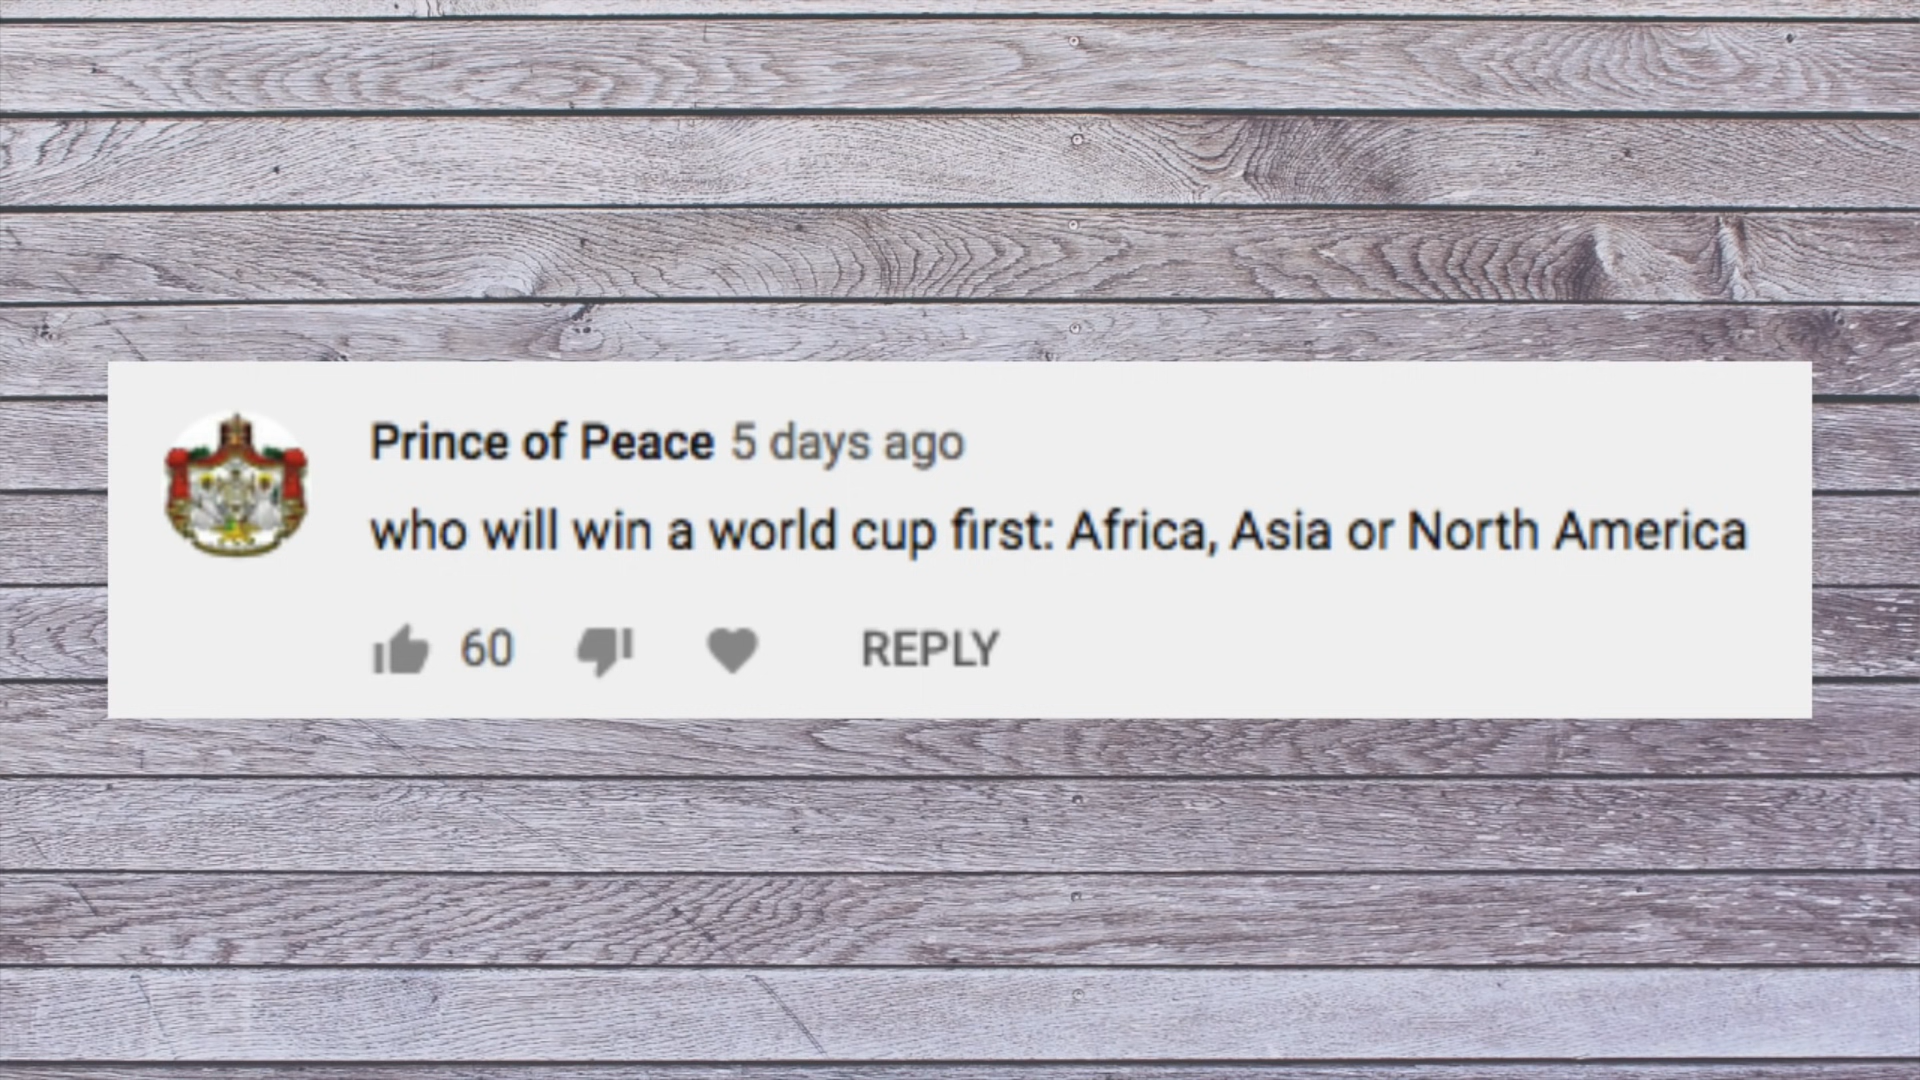 Prince of Peace 5 days ago
who will win a world cup first: Africa, Asia or North America
60 REPLY